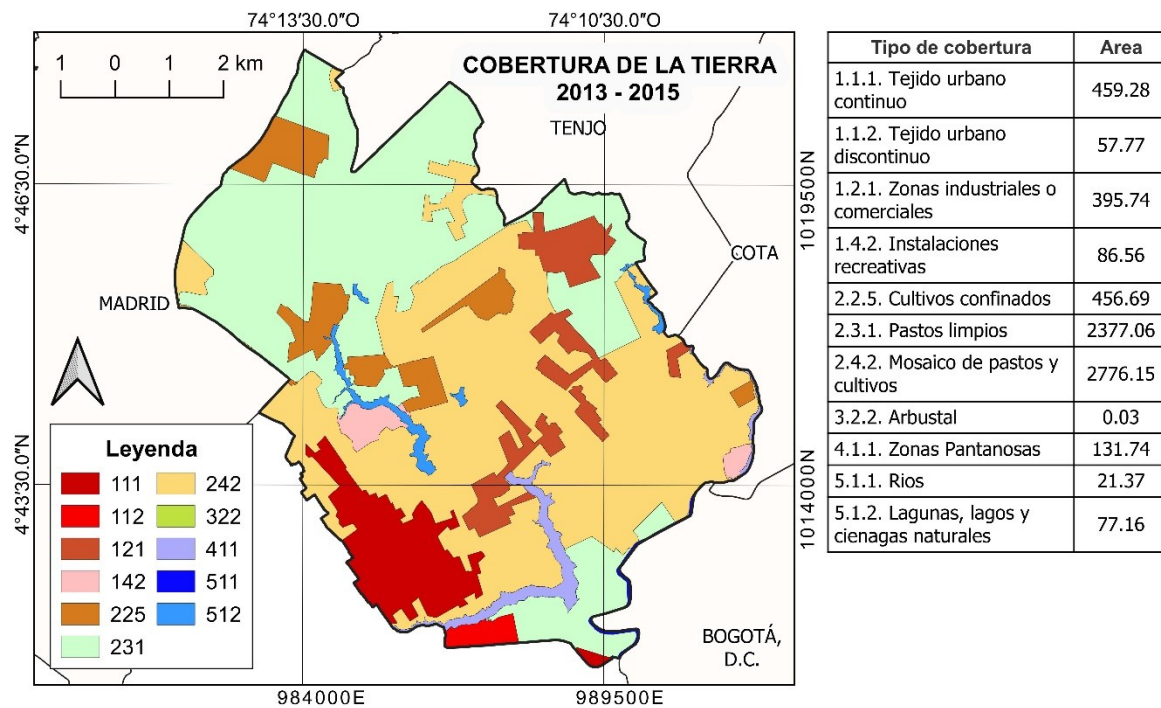 74°13'30.0"O
74°10'30.0"O
1 0 1 2 km
COBERTURA DE LA TIERRA
2013 - 2015
TENJO
4°46'30.0"N
1019500N
COTA
MADRID
Leyenda
111
112
121
142
225
231
242
322
411
511
512
4°43'30.0"N
1014000N
BOGOTÁ,
D.C.
984000E
989500E
Tipo de cobertura Area
1.1.1. Tejido urbano
continuo
459.28
1.1.2. Tejido urbano
discontinuo
57.77
1.2.1. Zonas industriales o
comerciales
395.74
1.4.2. Instalaciones
recreativas
86.56
2.2.5. Cultivos confinados 456.69
2.3.1. Pastos limpios 2377.06
2.4.2. Mosaico de pastos y
cultivos
2776.15
3.2.2. Arbustal 0.03
4.1.1. Zonas Pantanosas 131.74
5.1.1. Rios 21.37
5.1.2. Lagunas, lagos y
cienagas naturales
77.16